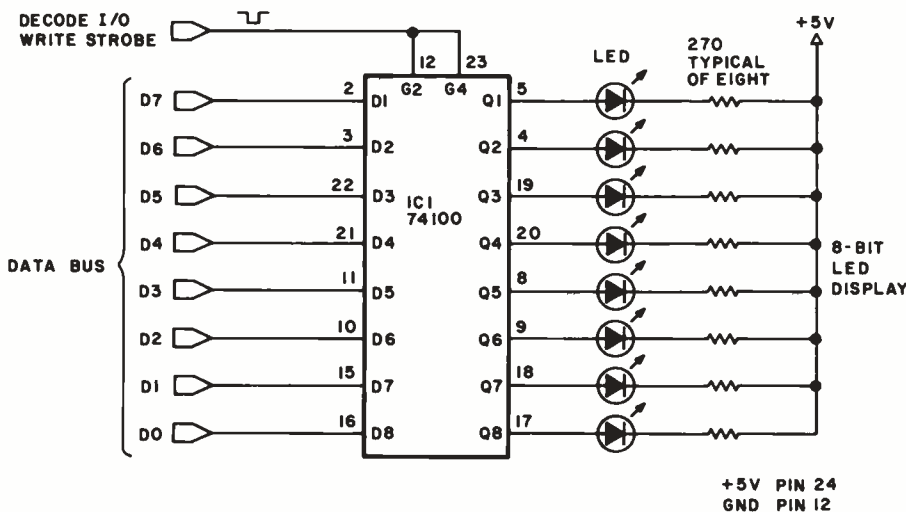 DECODE I/O
WRITE STROBE
12 23
G2 G4
LED
270
TYPICAL
OF EIGHT
+5V
D7 2 D1 Q1 5
D6 3 D2 Q2 4
D5 22 D3 Q3 19
IC1
74100
D4 21 D4 Q4 20
DATA BUS
D3 11 D5 Q5 8
D2 10 D6 Q6 9
D1 15 D7 Q7 18
D0 16 D8 Q8 17
8-BIT
LED
DISPLAY
+5V PIN 24
GND PIN 12